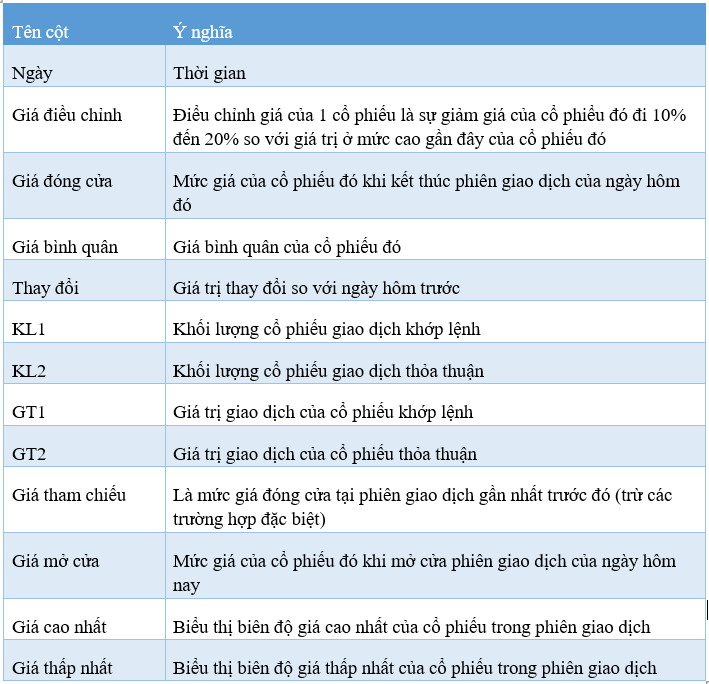 Tên cột Ý nghĩa
Ngày Thời gian
Giá điều chỉnh Điều chỉnh giá của 1 cổ phiếu là sự giảm giá của cổ phiếu đó đi 10%
đến 20% so với giá trị ở mức cao gần đây của cổ phiếu đó
Giá đóng cửa Mức giá của cổ phiếu đó khi kết thúc phiên giao dịch của ngày hôm
đó
Giá bình quân Giá bình quân của cổ phiếu đó
Thay đổi Giá trị thay đổi so với ngày hôm trước
KL1 Khối lượng cổ phiếu giao dịch khớp lệnh
KL2 Khối lượng cổ phiếu giao dịch thỏa thuận
GT1 Giá trị giao dịch của cổ phiếu khớp lệnh
GT2 Giá trị giao dịch của cổ phiếu thỏa thuận
Giá tham chiếu Là mức giá đóng cửa tại phiên giao dịch gần nhất trước đó (trừ các
trường hợp đặc biệt)
Giá mở cửa Mức giá của cổ phiếu đó khi mở cửa phiên giao dịch của ngày hôm
nay
Giá cao nhất Biểu thị biên độ giá cao nhất của cổ phiếu trong phiên giao dịch
Giá thấp nhất Biểu thị biên độ giá thấp nhất của cổ phiếu trong phiên giao dịch